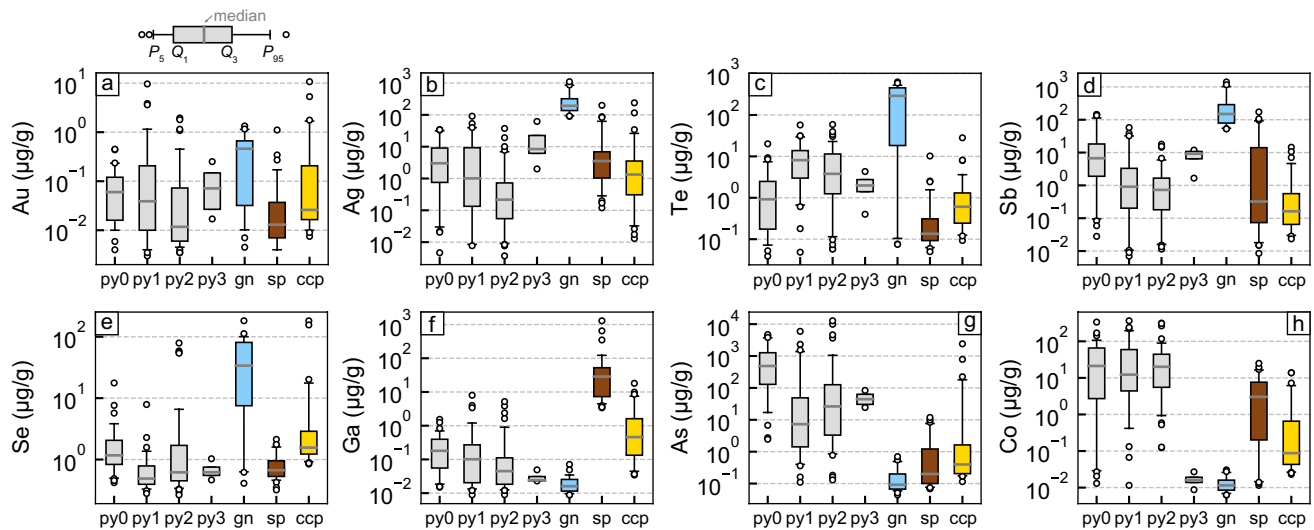 median
P5 Q1 Q3 P95
a
Au (µg/g)
10^1
10^0
10^-1
10^-2
py0 py1 py2 py3 gn sp ccp
b
Ag (µg/g)
10^3
10^2
10^1
10^0
10^-1
10^-2
py0 py1 py2 py3 gn sp ccp
c
Te (µg/g)
10^3
10^2
10^1
10^0
10^-1
py0 py1 py2 py3 gn sp ccp
d
Sb (µg/g)
10^3
10^2
10^1
10^0
10^-1
10^-2
py0 py1 py2 py3 gn sp ccp
e
Se (µg/g)
10^2
10^1
10^0
py0 py1 py2 py3 gn sp ccp
f
Ga (µg/g)
10^3
10^2
10^1
10^0
10^-1
10^-2
py0 py1 py2 py3 gn sp ccp
g
As (µg/g)
10^4
10^3
10^2
10^1
10^0
10^-1
py0 py1 py2 py3 gn sp ccp
h
Co (µg/g)
10^2
10^1
10^0
10^-1
10^-2
py0 py1 py2 py3 gn sp ccp